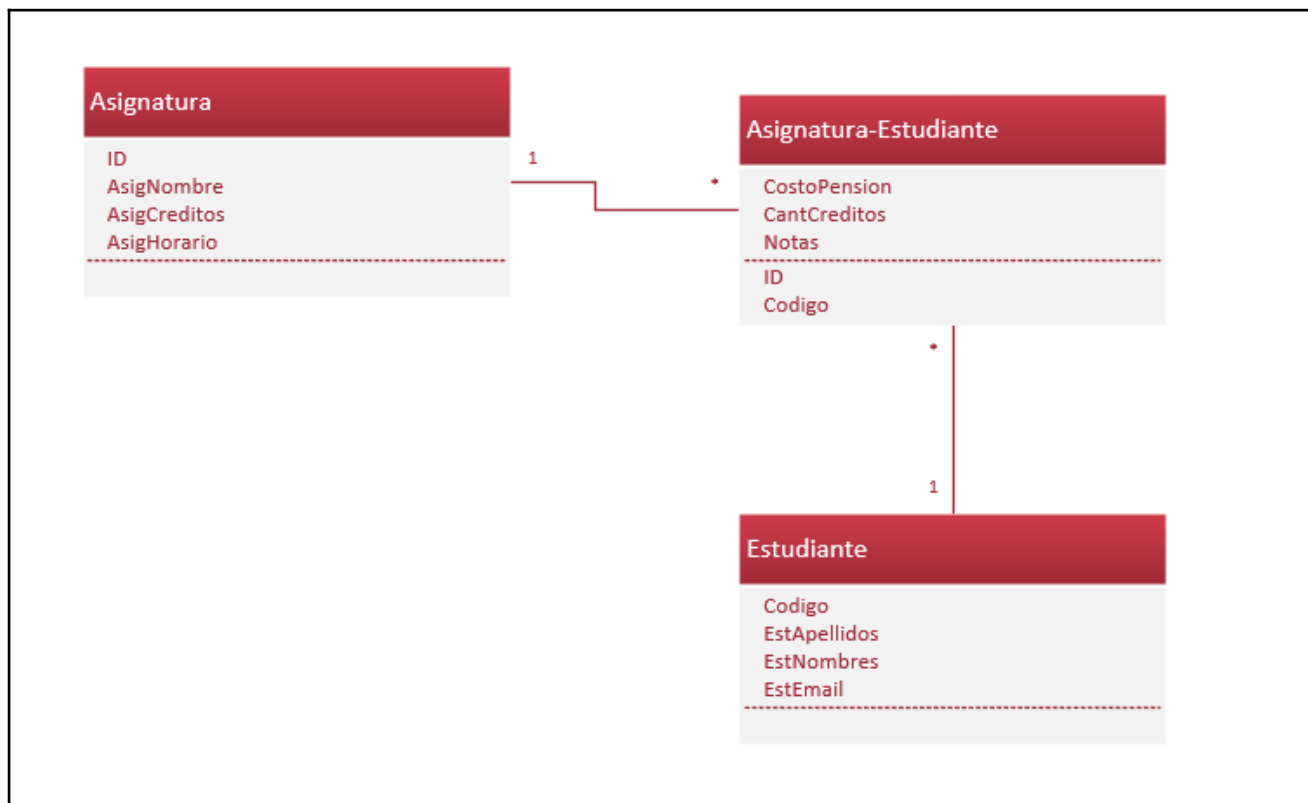 Asignatura
ID
AsigNombre
AsigCreditos
AsigHorario
1
*
Asignatura-Estudiante
CostoPension
CantCreditos
Notas
ID
Codigo
*
1
Estudiante
Codigo
EstApellidos
EstNombres
EstEmail